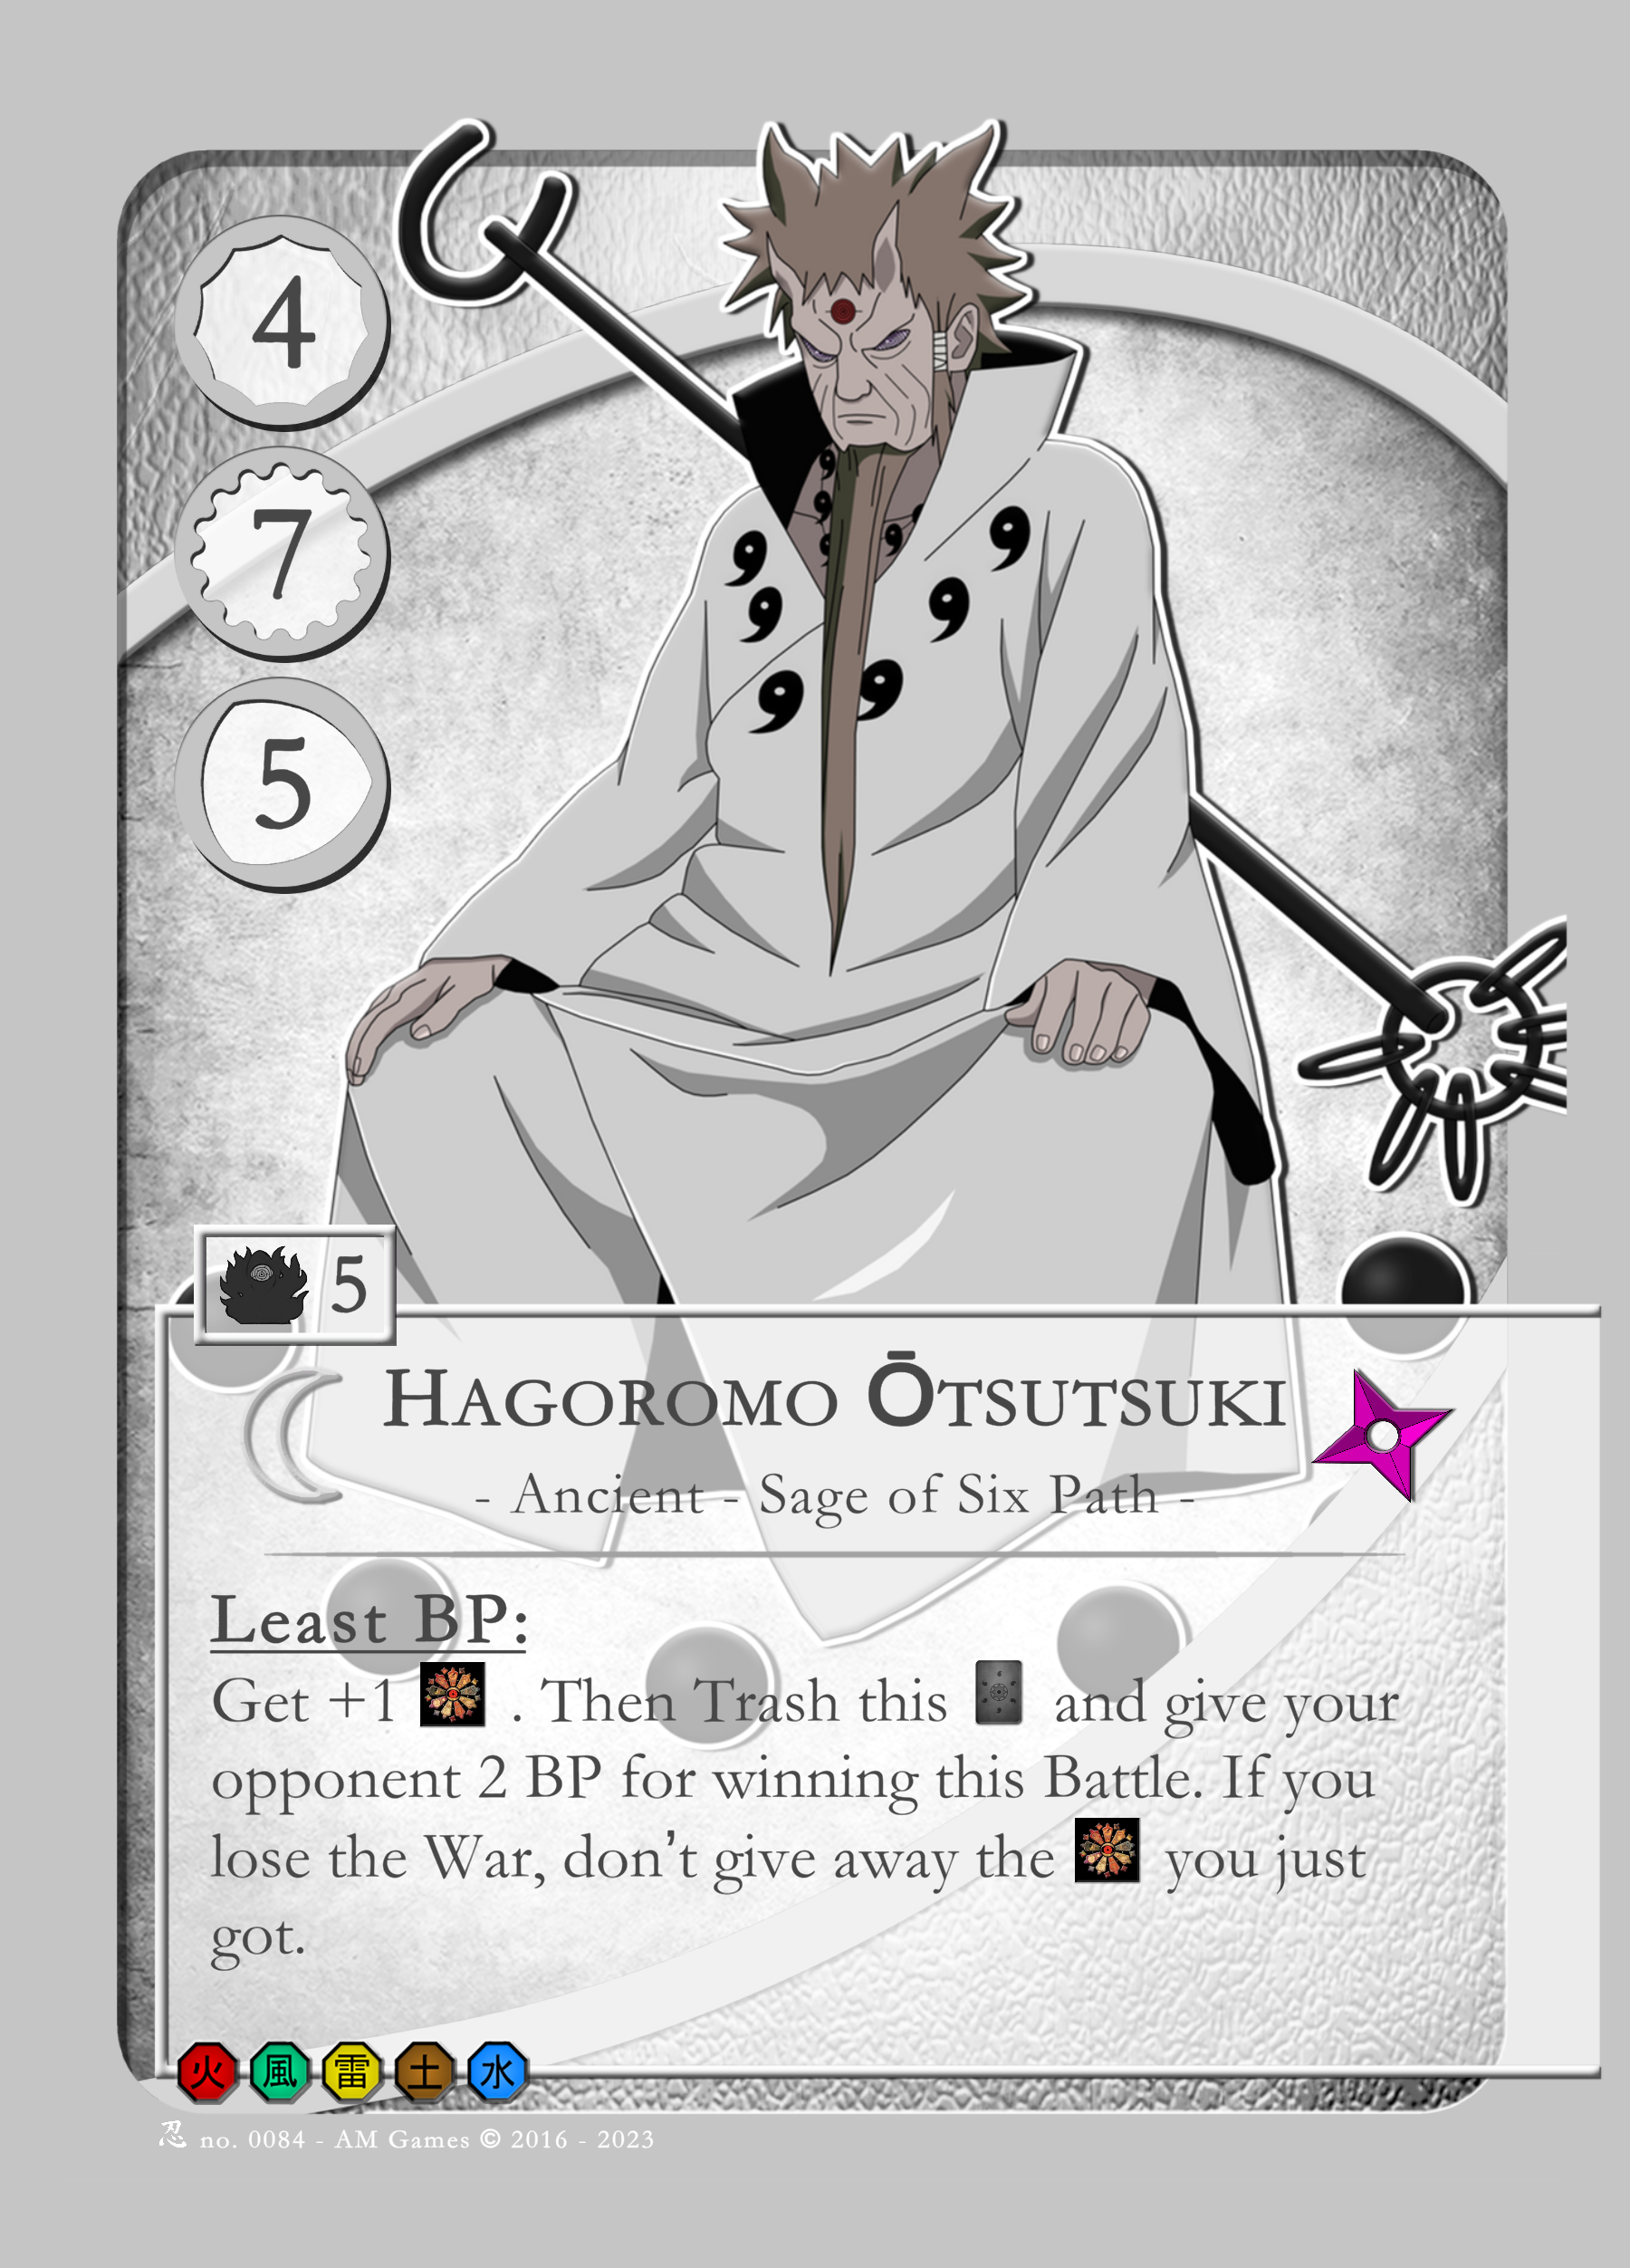 4
7
5
5
HAGOROMO ŌTSUTSUKI
- Ancient - Sage of Six Path -
Least BP:
Get +1 . Then Trash this and give your
opponent 2 BP for winning this Battle. If you
lose the War, don't give away the you just
got.
火 風 雷 土 水
忍 no. 0084 - AM Games © 2016 - 2023